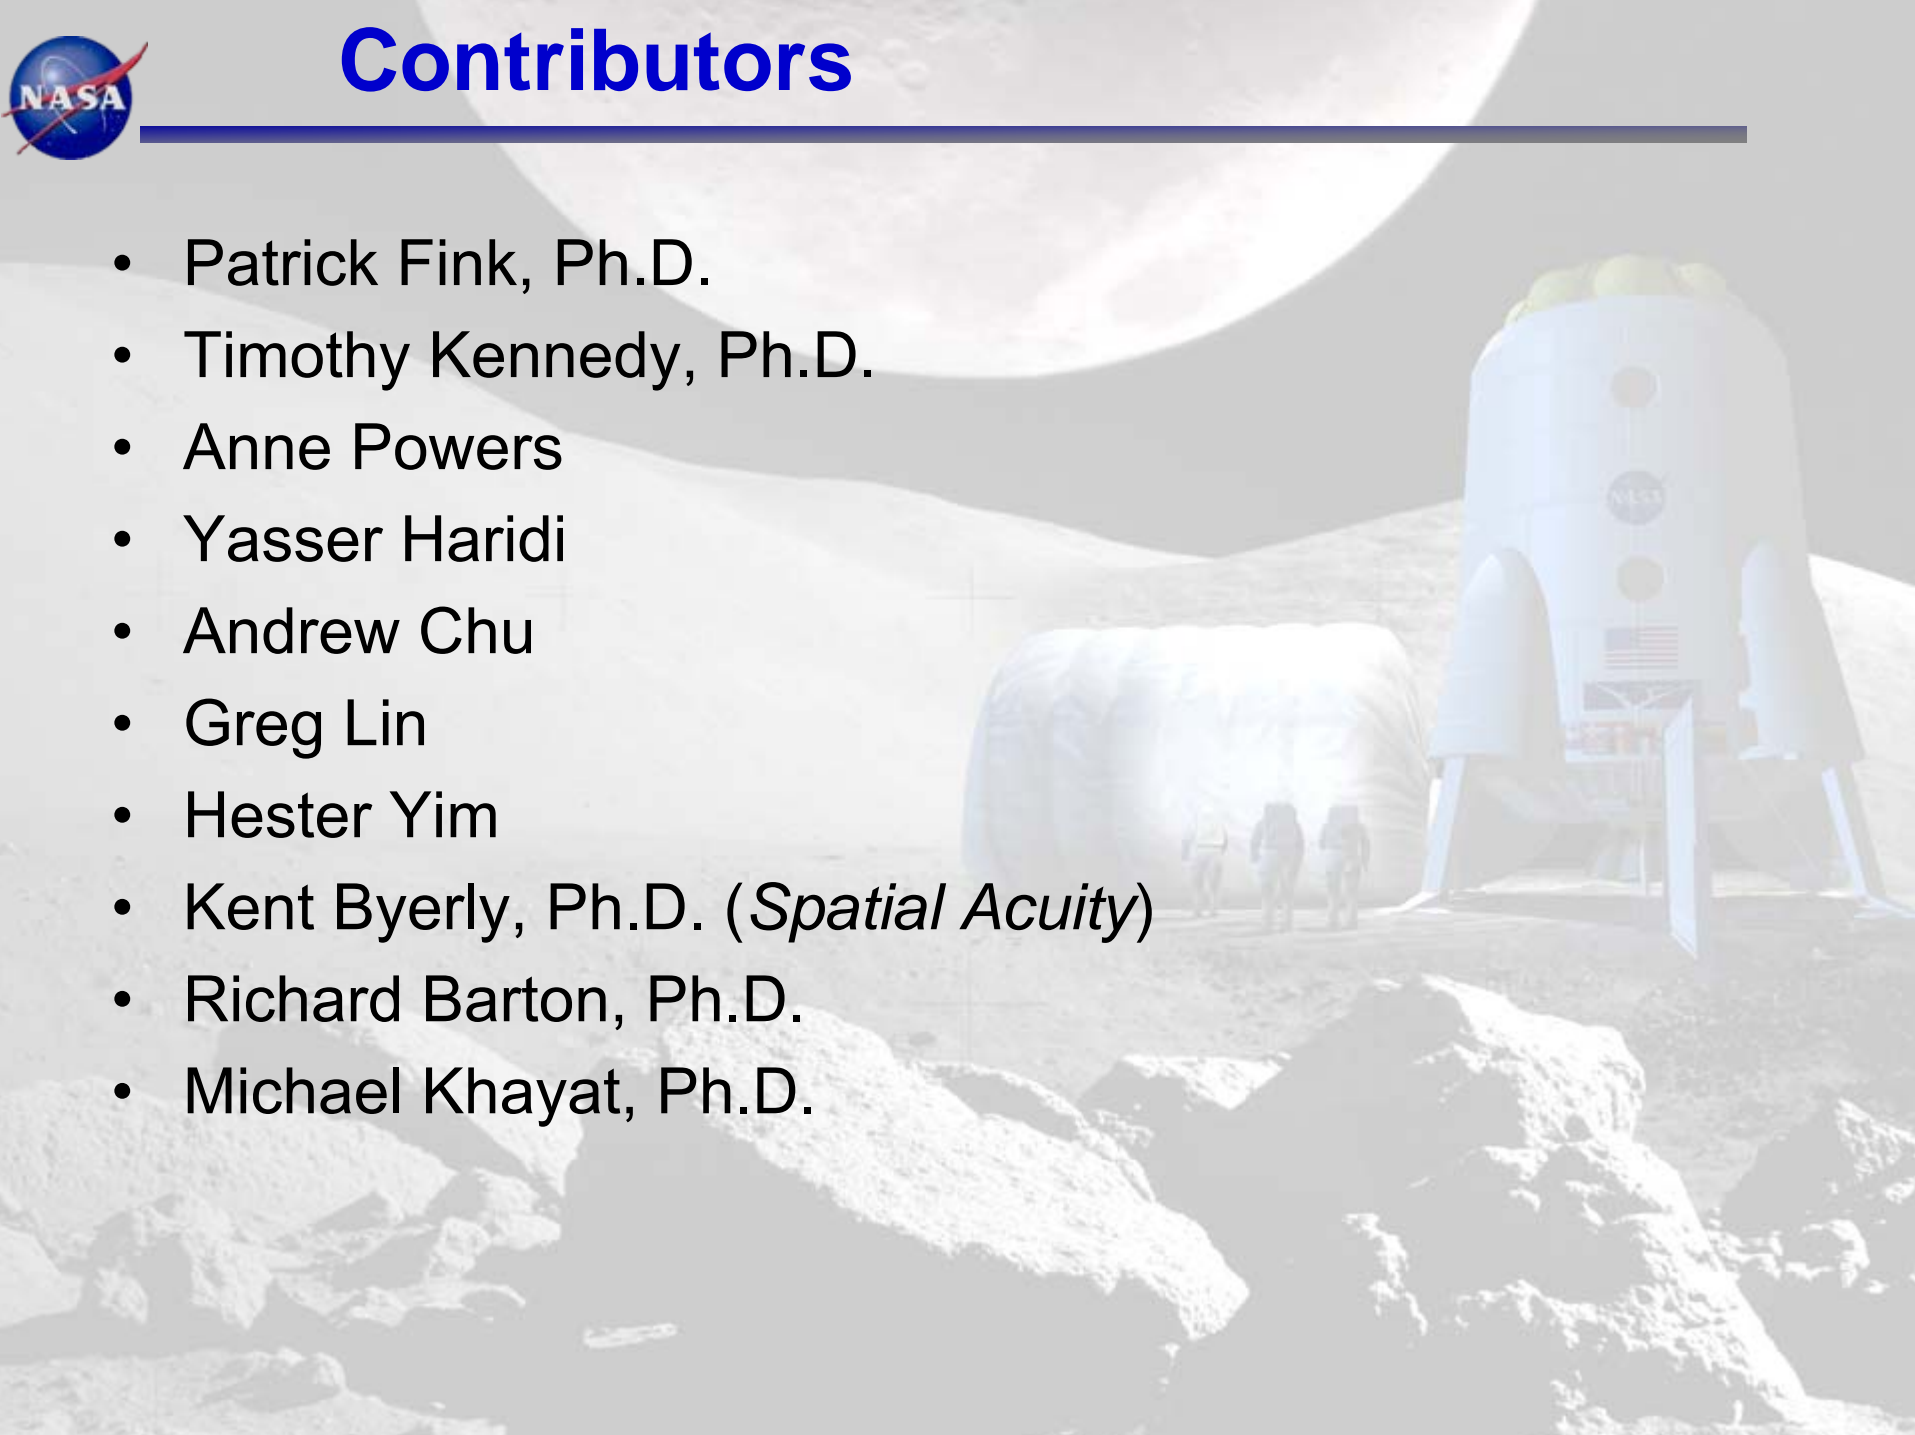 NASA
Contributors
• Patrick Fink, Ph.D.
• Timothy Kennedy, Ph.D.
• Anne Powers
• Yasser Haridi
• Andrew Chu
• Greg Lin
• Hester Yim
• Kent Byerly, Ph.D. (Spatial Acuity)
• Richard Barton, Ph.D.
• Michael Khayat, Ph.D.
NASA